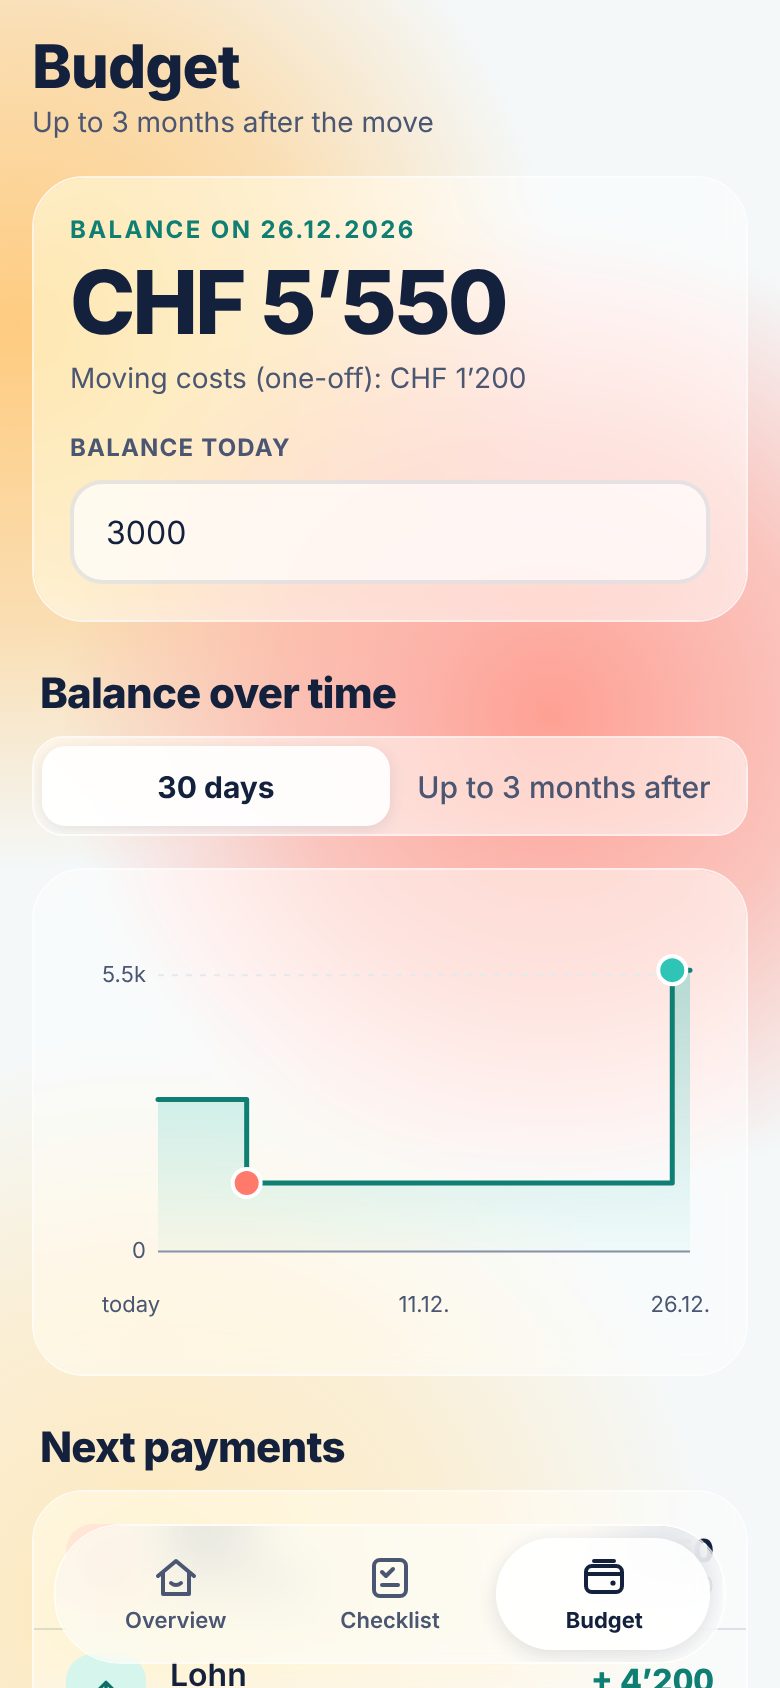 Budget
Up to 3 months after the move
BALANCE ON 26.12.2026
CHF 5’550
Moving costs (one-off): CHF 1’200
BALANCE TODAY
3000
Balance over time
30 days
Up to 3 months after
5.5k
0
today
11.12.
26.12.
Next payments
Overview
Checklist
Budget
Lohn
+ 4’200